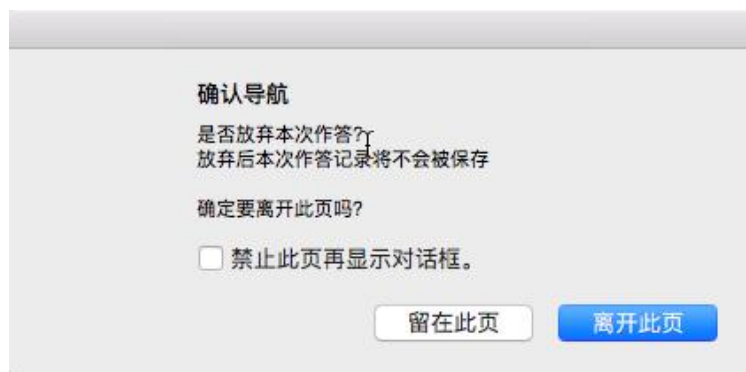 确认导航
是否放弃本次作答?
放弃后本次作答记录将不会被保存
确定要离开此页吗?
禁止此页再显示对话框。
留在此页
离开此页